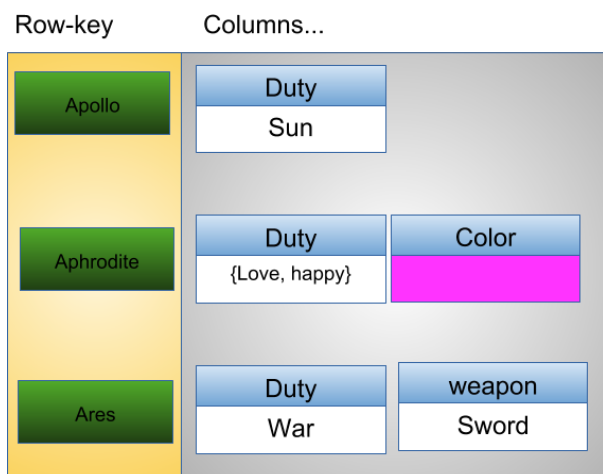 Row-key
Columns...
Apollo
Duty
Sun
Aphrodite
Duty
{Love, happy}
Color
Ares
Duty
War
weapon
Sword